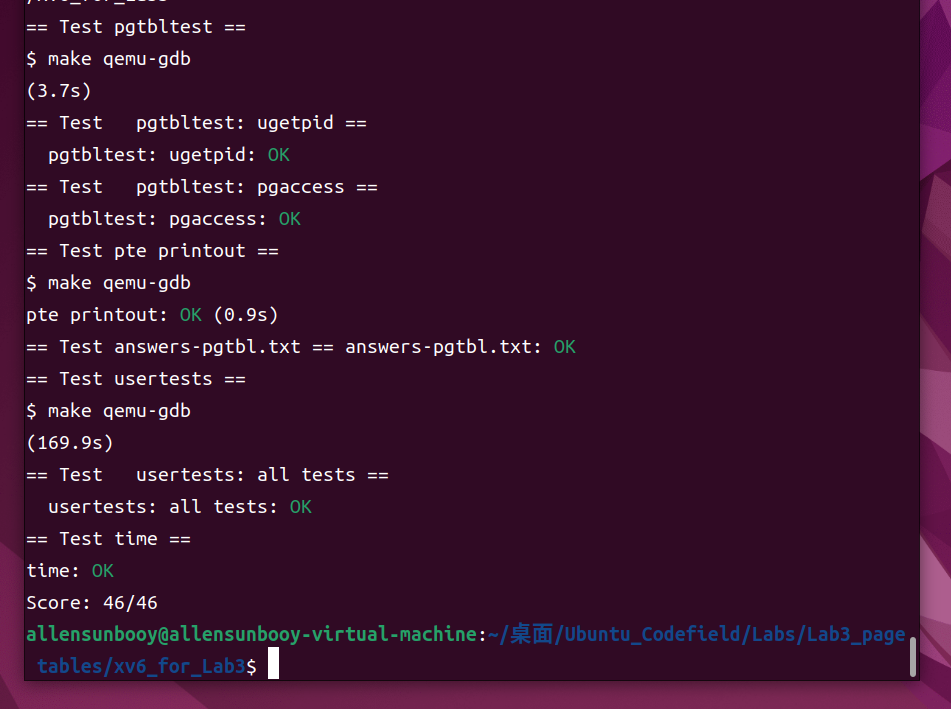 == Test pgtbltest ==
$ make qemu-gdb
(3.7s)
== Test   pgtbltest: ugetpid ==
  pgtbltest: ugetpid: OK
== Test   pgtbltest: pgaccess ==
  pgtbltest: pgaccess: OK
== Test pte printout ==
$ make qemu-gdb
pte printout: OK (0.9s)
== Test answers-pgtbl.txt == answers-pgtbl.txt: OK
== Test usertests ==
$ make qemu-gdb
(169.9s)
== Test   usertests: all tests ==
  usertests: all tests: OK
== Test time ==
time: OK
Score: 46/46
allensunbooy@allensunbooy-virtual-machine:~/桌面/Ubuntu_Codefield/Labs/Lab3_page
 tables/xv6_for_Lab3$